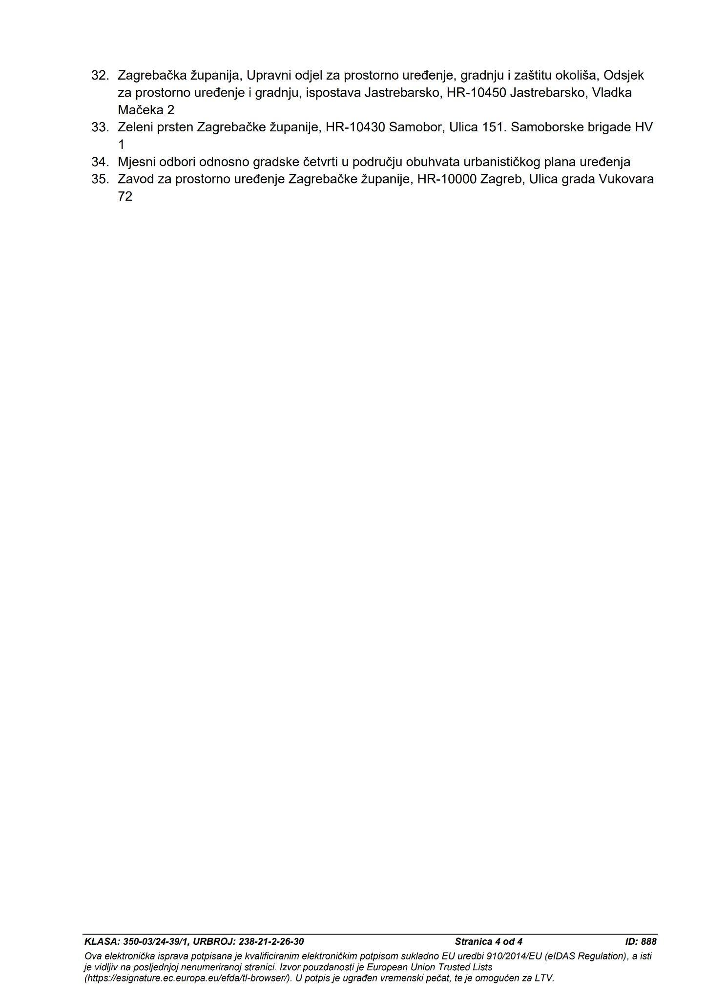 32. Zagrebačka županija, Upravni odjel za prostorno uređenje, gradnju i zaštitu okoliša, Odsjek
za prostorno uređenje i gradnju, ispostava Jastrebarsko, HR-10450 Jastrebarsko, Vladka
Mačeka 2
33. Zeleni prsten Zagrebačke županije, HR-10430 Samobor, Ulica 151. Samoborske brigade HV
1
34. Mjesni odbori odnosno gradske četvrti u području obuhvata urbanističkog plana uređenja
35. Zavod za prostorno uređenje Zagrebačke županije, HR-10000 Zagreb, Ulica grada Vukovara
72
KLASA: 350-03/24-39/1, URBROJ: 238-21-2-26-30 Stranica 4 od 4 ID: 888
Ova elektronička isprava potpisana je kvalificiranim elektroničkim potpisom sukladno EU uredbi 910/2014/EU (eIDAS Regulation), a isti
je vidljiv na posljednjoj nenumeriranoj stranici. Izvor pouzdanosti je European Union Trusted Lists
(https://esignature.ec.europa.eu/efda/tl-browser/). U potpis je ugrađen vremenski pečat, te je omogućen za LTV.